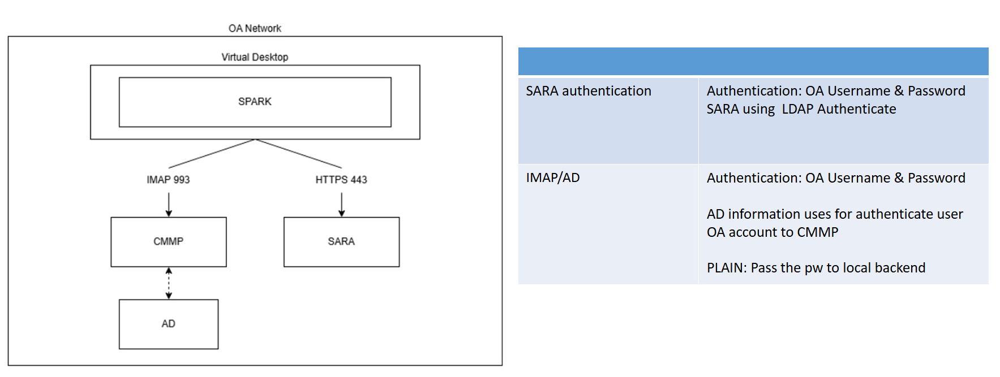 OA Network
Virtual Desktop
SPARK
IMAP 993
HTTPS 443
CMMP
SARA
AD
SARA authentication
Authentication: OA Username & Password
SARA using  LDAP Authenticate
IMAP/AD
Authentication: OA Username & Password
AD information uses for authenticate user
OA account to CMMP
PLAIN: Pass the pw to local backend